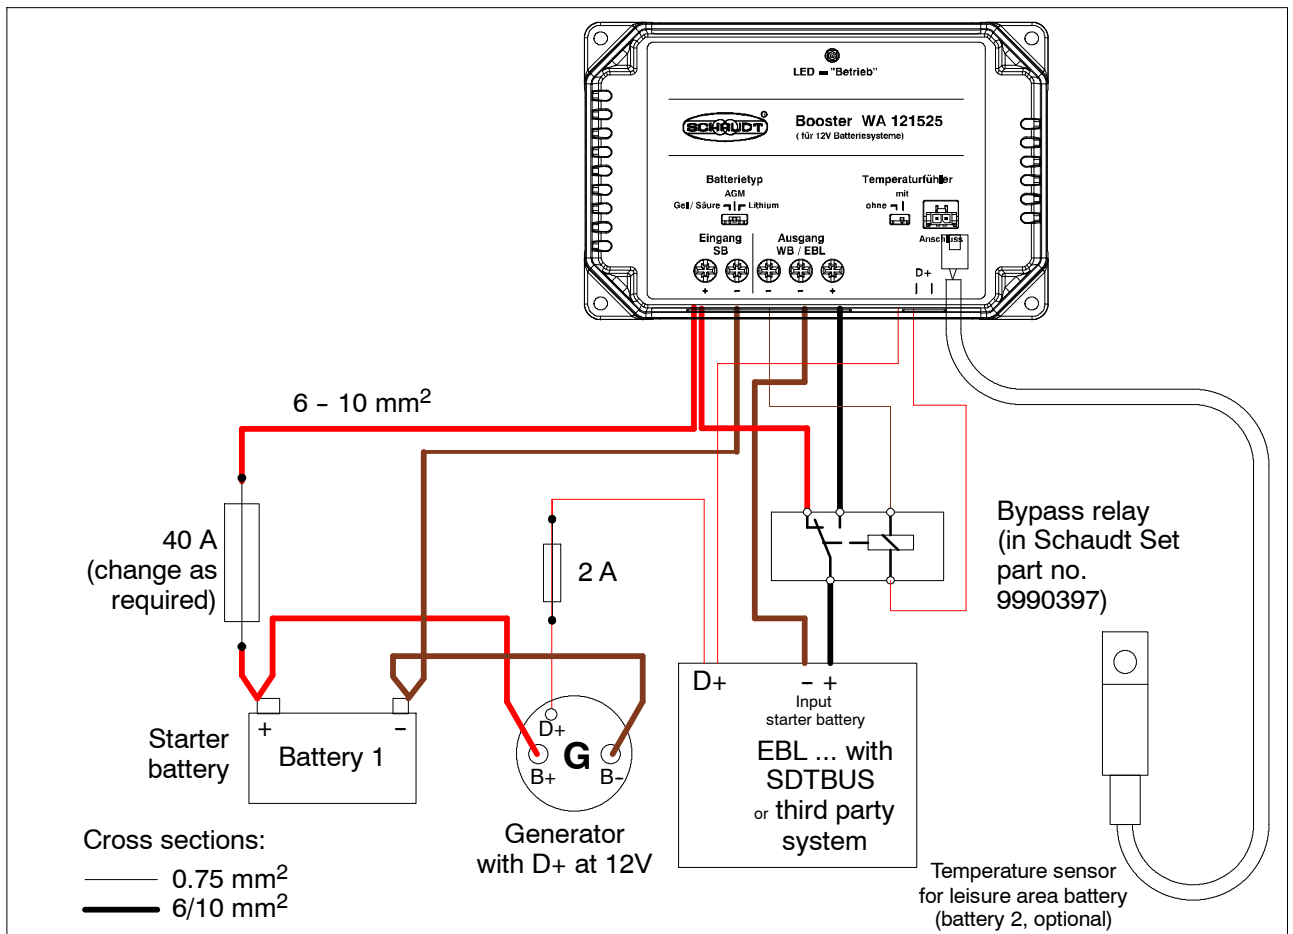 LED – "Betrieb"
SCHAUDT
Booster WA 121525
( für 12V Batteriesysteme)
Batterietyp
AGM
Gell / Säure
Lithium
Temperaturfühler
mit
ohne
Anschluss
Eingang
SB
Ausgang
WB / EBL
D+
+ – – – +
6 – 10 mm²
40 A
(change as
required)
2 A
Bypass relay
(in Schaudt Set
part no.
9990397)
D+
– +
Input
starter battery
EBL ... with
SDTBUS
or third party
system
Starter
battery
+ –
Battery 1
D+
G
B+
B-
Generator
with D+ at 12V
Cross sections:
0.75 mm²
6/10 mm²
Temperature sensor
for leisure area battery
(battery 2, optional)